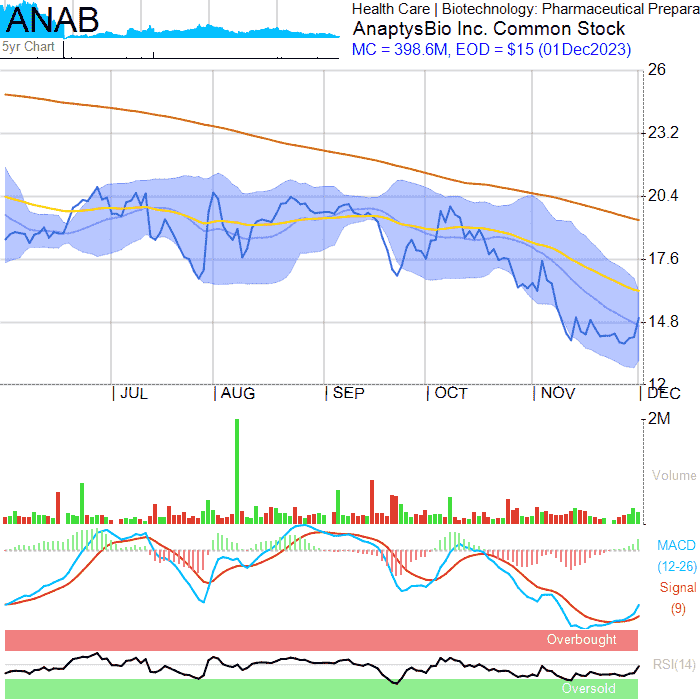 ANAB
5yr Chart
Health Care | Biotechnology: Pharmaceutical Prepara
AnaptysBio Inc. Common Stock
MC = 398.6M, EOD = $15 (01Dec2023)
26
23.2
20.4
17.6
14.8
12
JUL AUG SEP OCT NOV DEC
2M
Volume
MACD
(12-26)
Signal
(9)
Overbought
RSI(14)
Oversold